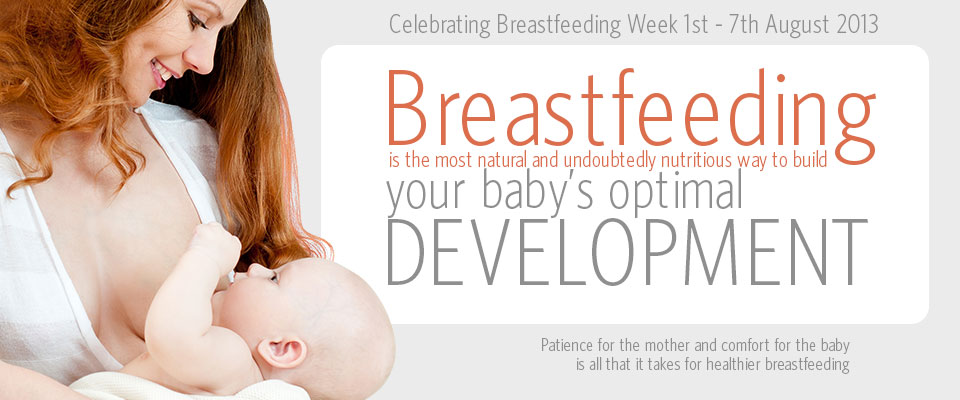 Celebrating Breastfeeding Week 1st - 7th August 2013
Breastfeeding
is the most natural and undoubtedly nutritious way to build
your baby's optimal
DEVELOPMENT
Patience for the mother and comfort for the baby
is all that it takes for healthier breastfeeding